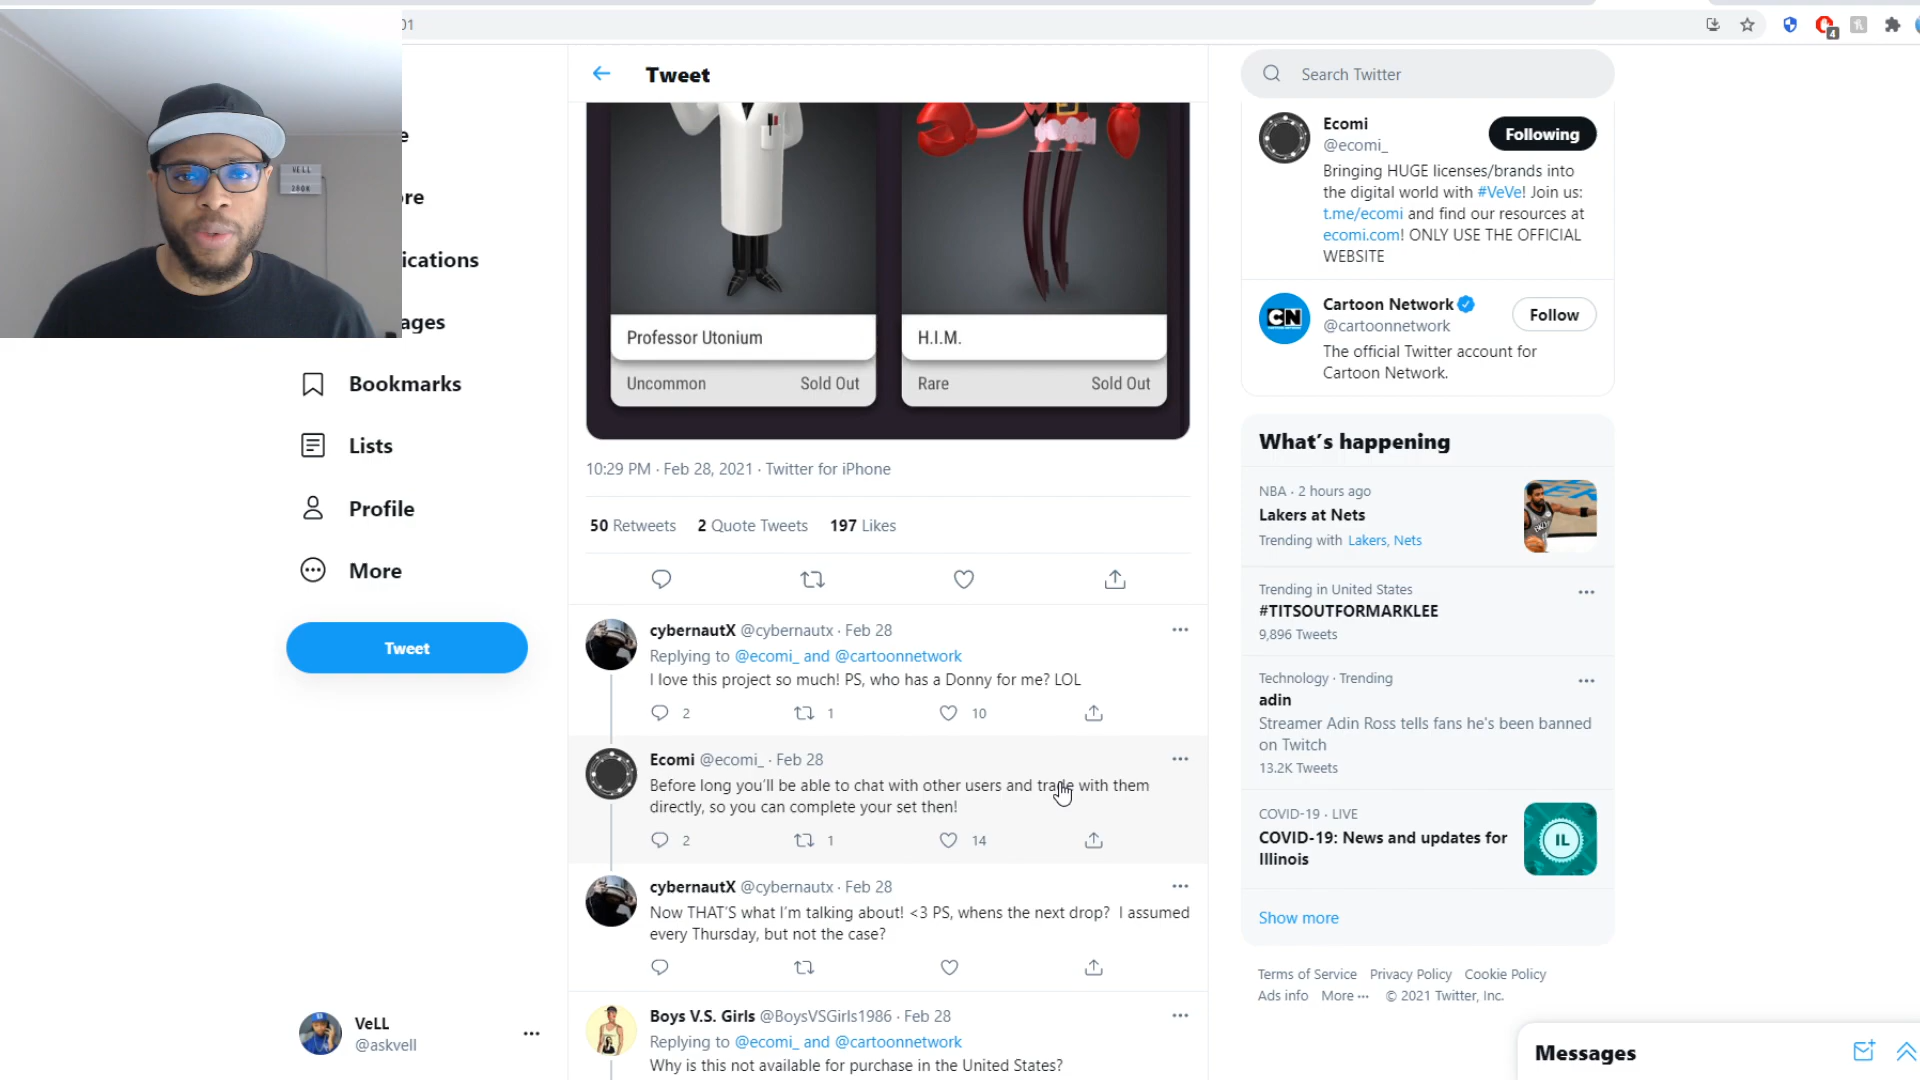 01
Tweet
Search Twitter
VELL
2008
e
ore
ications
ages
Bookmarks
Lists
Profile
More
Tweet
VeLL
@askvell
Professor Utonium
Uncommon Sold Out
H.I.M.
Rare Sold Out
10:29 PM · Feb 28, 2021 · Twitter for iPhone
50 Retweets 2 Quote Tweets 197 Likes
cybernautX @cybernautx · Feb 28
Replying to @ecomi_ and @cartoonnetwork
I love this project so much! PS, who has a Donny for me? LOL
2 1 10
Ecomi @ecomi_ · Feb 28
Before long you'll be able to chat with other users and trade with them
directly, so you can complete your set then!
2 1 14
cybernautX @cybernautx · Feb 28
Now THAT'S what I'm talking about! <3 PS, whens the next drop? I assumed
every Thursday, but not the case?
Boys V.S. Girls @BoysVSGirls1986 · Feb 28
Replying to @ecomi_ and @cartoonnetwork
Why is this not available for purchase in the United States?
4
Ecomi
@ecomi_
Following
Bringing HUGE licenses/brands into
the digital world with #VeVe! Join us:
t.me/ecomi and find our resources at
ecomi.com! ONLY USE THE OFFICIAL
WEBSITE
CN
Cartoon Network
@cartoonnetwork
Follow
The official Twitter account for
Cartoon Network.
What's happening
NBA · 2 hours ago
Lakers at Nets
Trending with Lakers, Nets
Trending in United States
#TITSOUTFORMARKLEE
9,896 Tweets
Technology · Trending
adin
Streamer Adin Ross tells fans he's been banned
on Twitch
13.2K Tweets
COVID-19 · LIVE
COVID-19: News and updates for
Illinois
IL
Show more
Terms of Service Privacy Policy Cookie Policy
Ads info More ··· © 2021 Twitter, Inc.
Messages